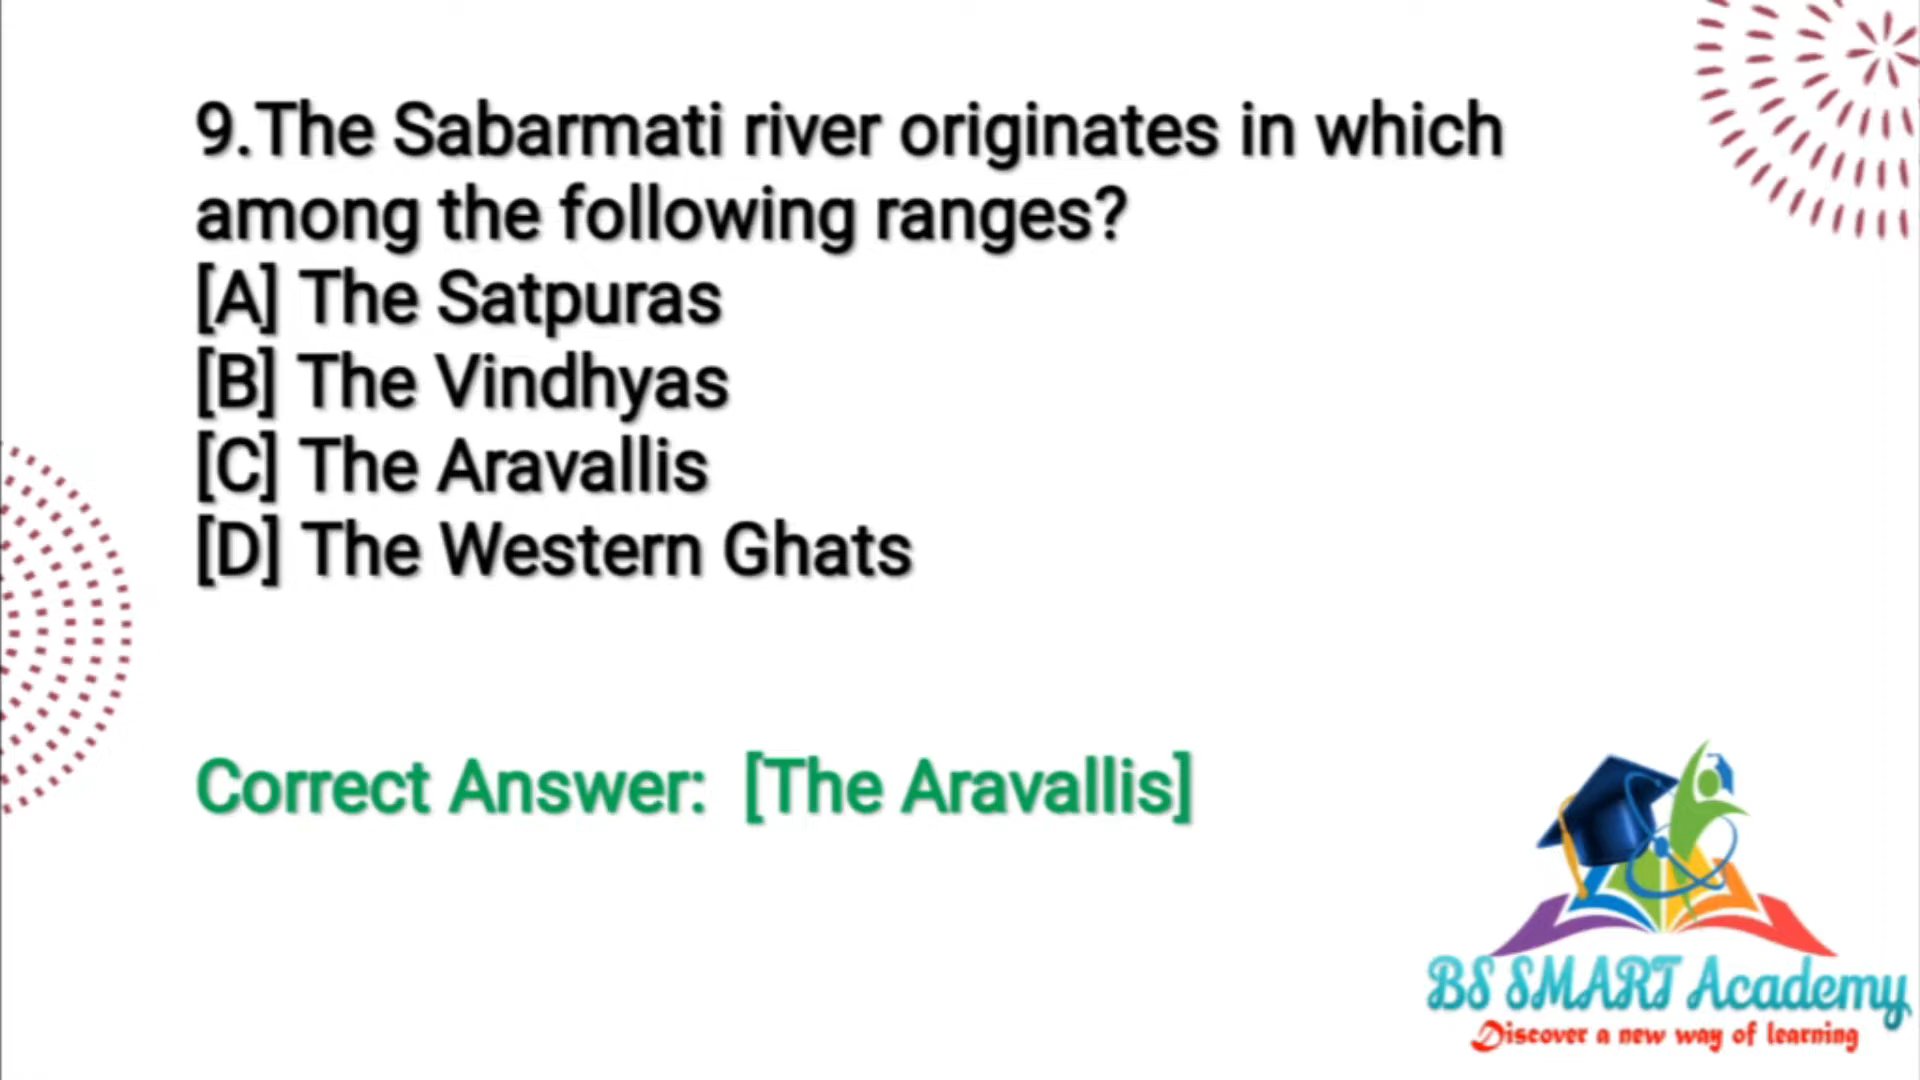 9.The Sabarmati river originates in which
among the following ranges?
[A] The Satpuras
[B] The Vindhyas
[C] The Aravallis
[D] The Western Ghats
Correct Answer: [The Aravallis]
BS SMART Academy
Discover a new way of learning